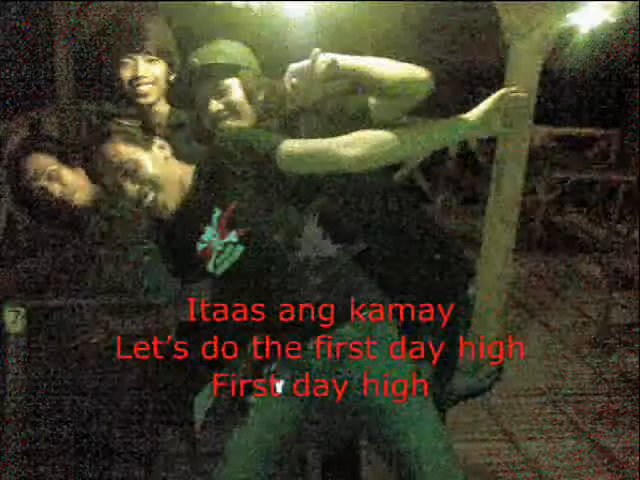 Itaas ang kamay
Let's do the first day high
First day high